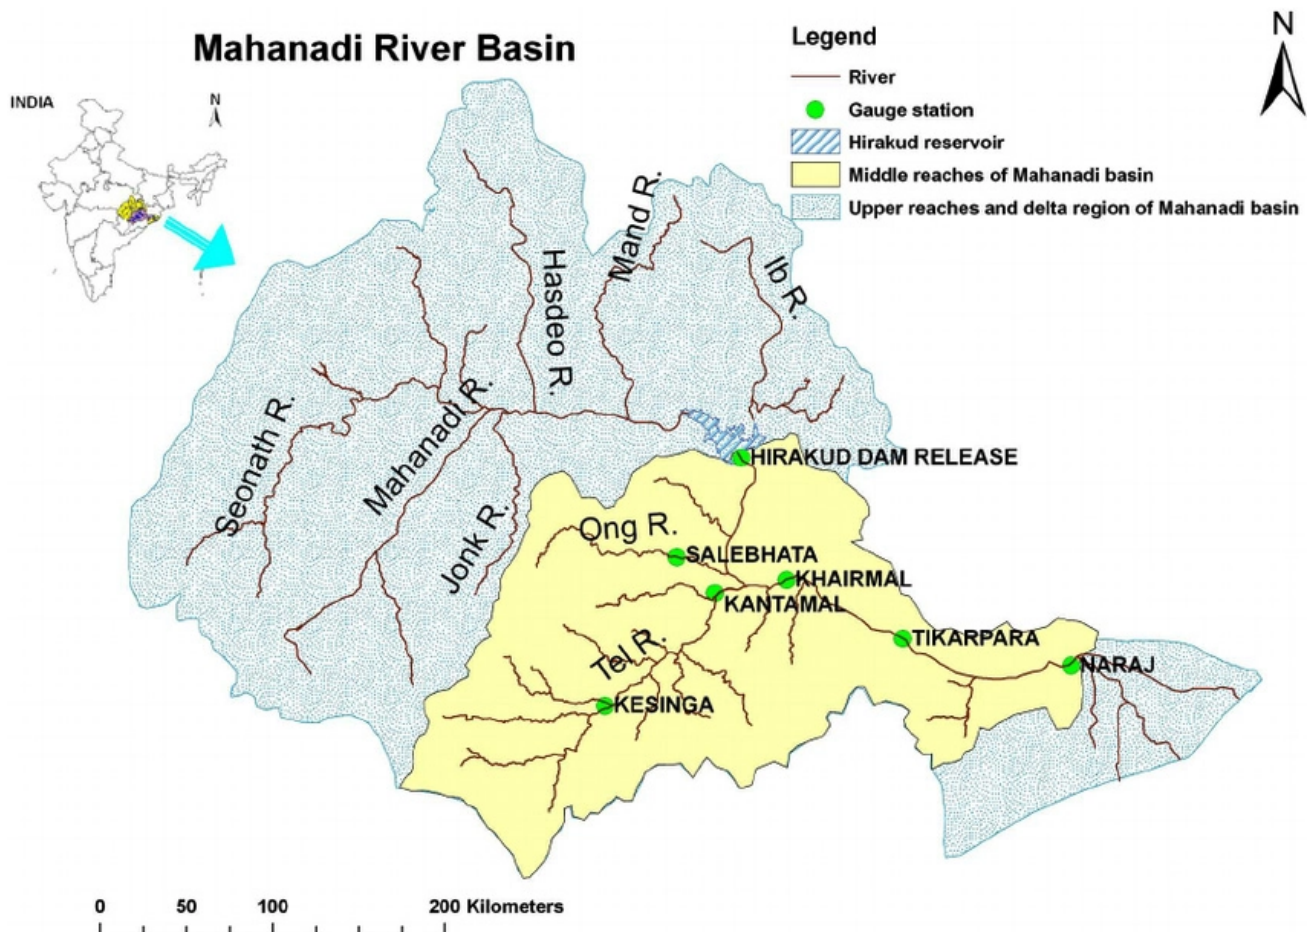 Mahanadi River Basin
INDIA
N
Legend
River
Gauge station
Hirakud reservoir
Middle reaches of Mahanadi basin
Upper reaches and delta region of Mahanadi basin
N
Mand R.
Ib R.
Hasdeo R.
Seonath R.
Mahanadi R.
Jonk R.
HIRAKUD DAM RELEASE
Ong R.
SALEBHATA
KHAIRMAL
KANTAMAL
Tel R.
TIKARPARA
NARAJ
KESINGA
0 50 100 200 Kilometers